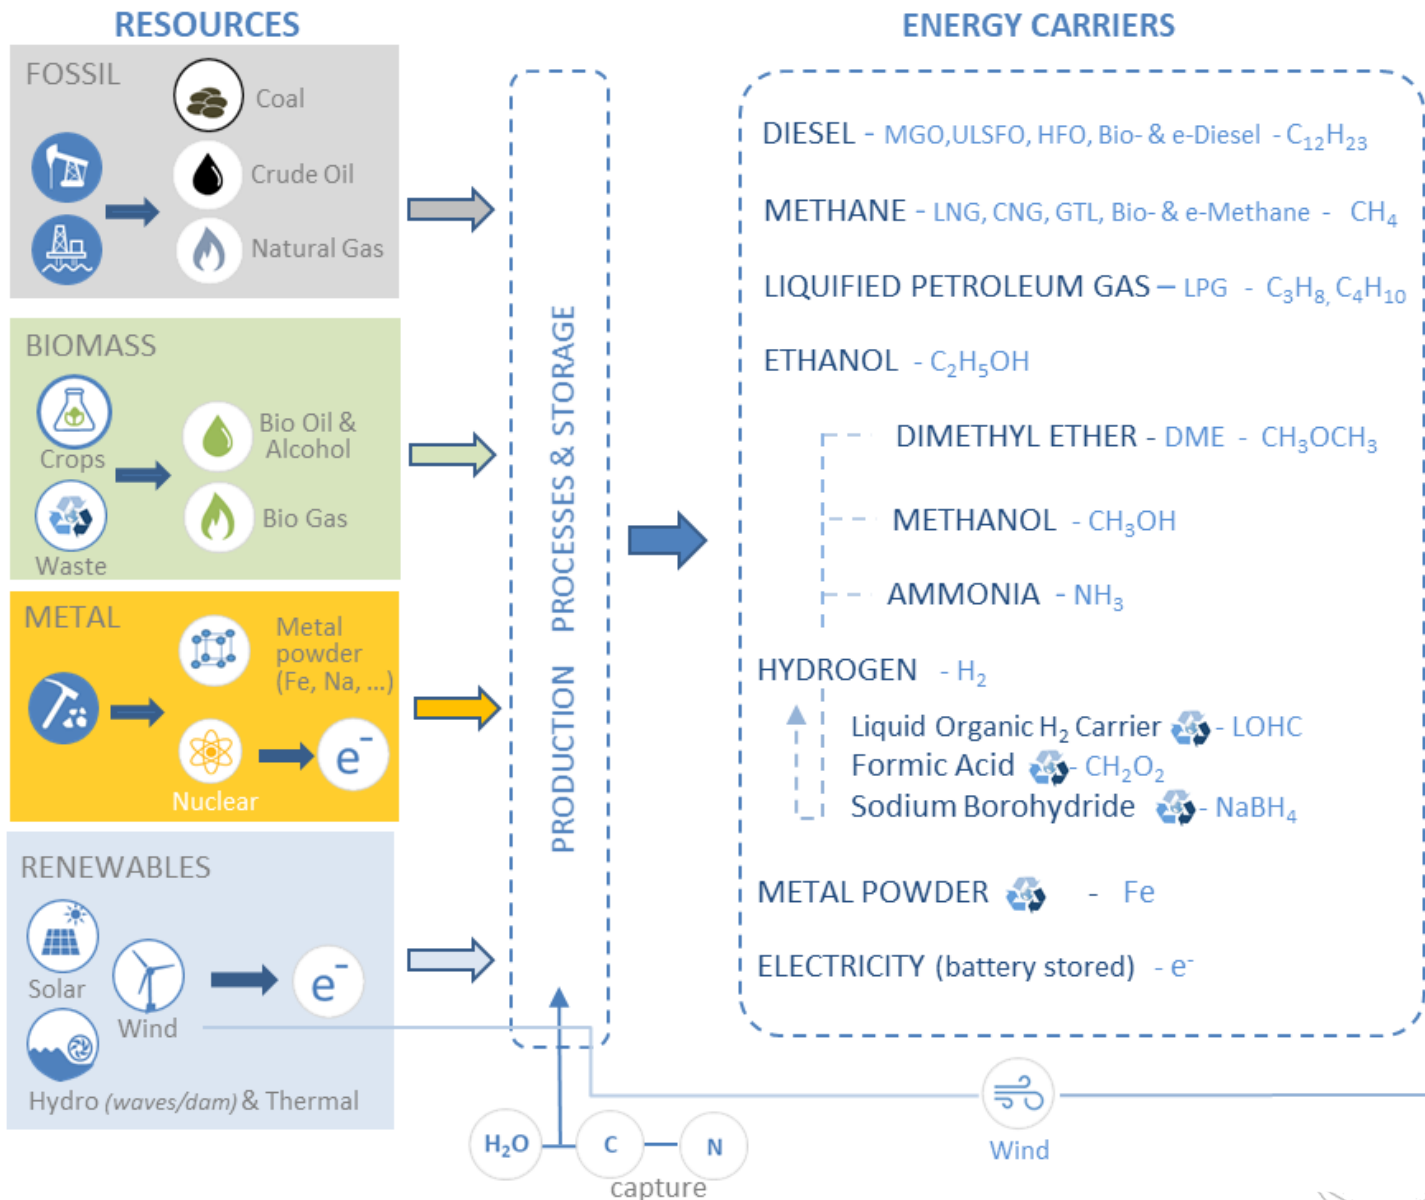 RESOURCES
FOSSIL
Coal
Crude Oil
Natural Gas
BIOMASS
Crops
Waste
Bio Oil &
Alcohol
Bio Gas
METAL
Metal
powder
(Fe, Na, ...)
Nuclear
e⁻
RENEWABLES
Solar
Wind
e⁻
Hydro (waves/dam) & Thermal
PRODUCTION PROCESSES & STORAGE
H₂O
C
N
capture
ENERGY CARRIERS
DIESEL - MGO,ULSFO, HFO, Bio- & e-Diesel - C₁₂H₂₃
METHANE - LNG, CNG, GTL, Bio- & e-Methane - CH₄
LIQUIFIED PETROLEUM GAS – LPG - C₃H₈, C₄H₁₀
ETHANOL - C₂H₅OH
DIMETHYL ETHER - DME - CH₃OCH₃
METHANOL - CH₃OH
AMMONIA - NH₃
HYDROGEN - H₂
Liquid Organic H₂ Carrier - LOHC
Formic Acid - CH₂O₂
Sodium Borohydride - NaBH₄
METAL POWDER - Fe
ELECTRICITY (battery stored) - e⁻
Wind